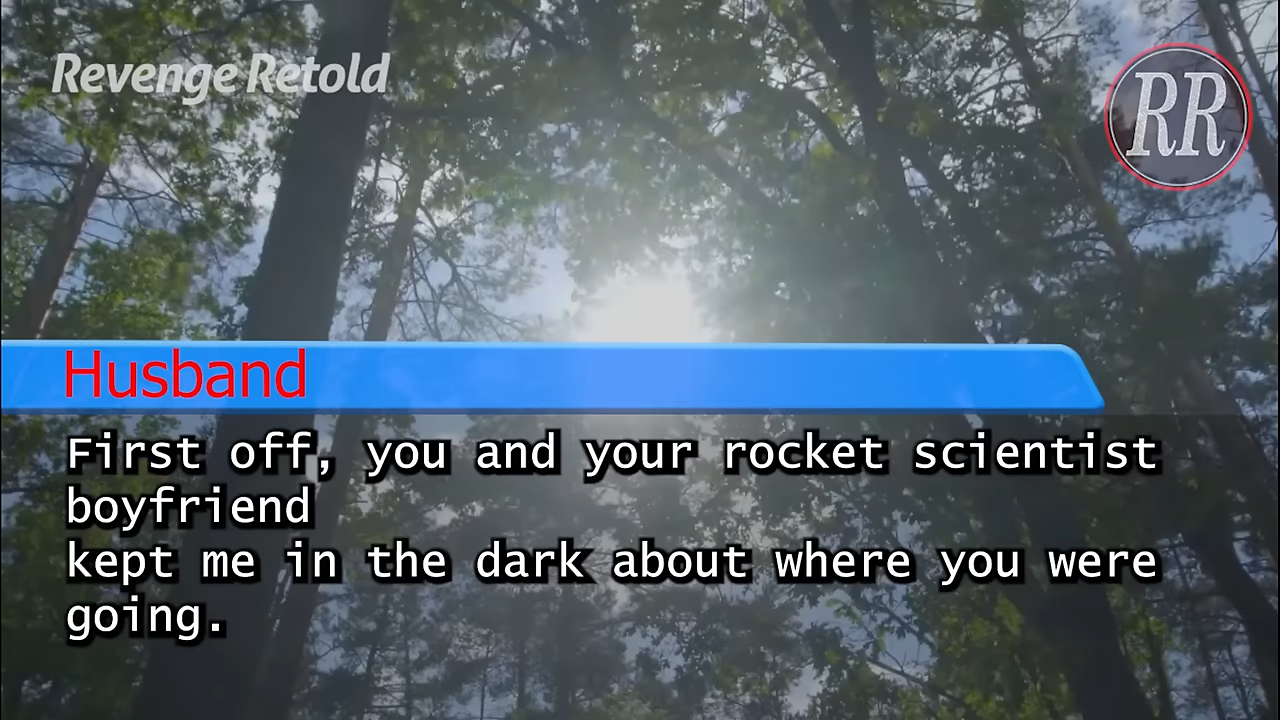 Revenge Retold
RR
Husband
First off, you and your rocket scientist
boyfriend
kept me in the dark about where you were
going.